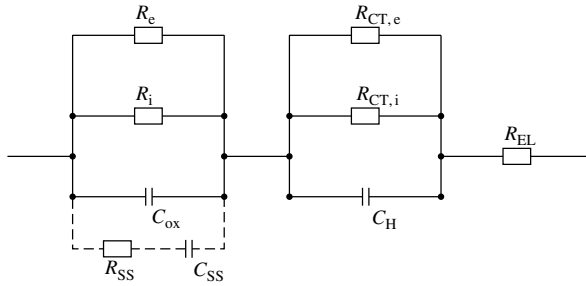 R_e
R_CT, e
R_i
R_CT, i
R_EL
C_ox
C_H
R_SS
C_SS